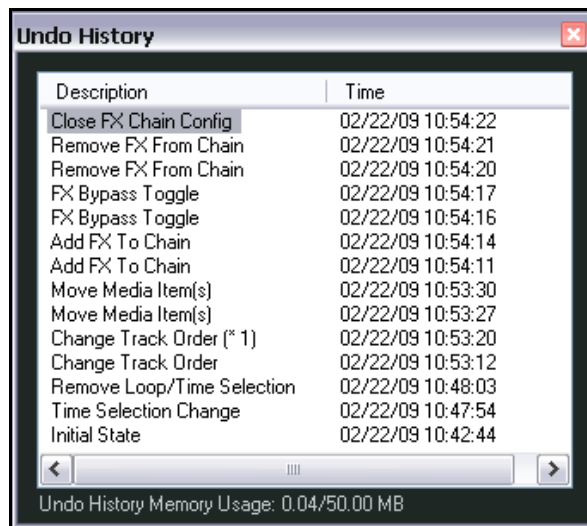 Undo History
Description Time
Close FX Chain Config 02/22/09 10:54:22
Remove FX From Chain 02/22/09 10:54:21
Remove FX From Chain 02/22/09 10:54:20
FX Bypass Toggle 02/22/09 10:54:17
FX Bypass Toggle 02/22/09 10:54:16
Add FX To Chain 02/22/09 10:54:14
Add FX To Chain 02/22/09 10:54:11
Move Media Item(s) 02/22/09 10:53:30
Move Media Item(s) 02/22/09 10:53:27
Change Track Order (* 1) 02/22/09 10:53:20
Change Track Order 02/22/09 10:53:12
Remove Loop/Time Selection 02/22/09 10:48:03
Time Selection Change 02/22/09 10:47:54
Initial State 02/22/09 10:42:44
Undo History Memory Usage: 0.04/50.00 MB